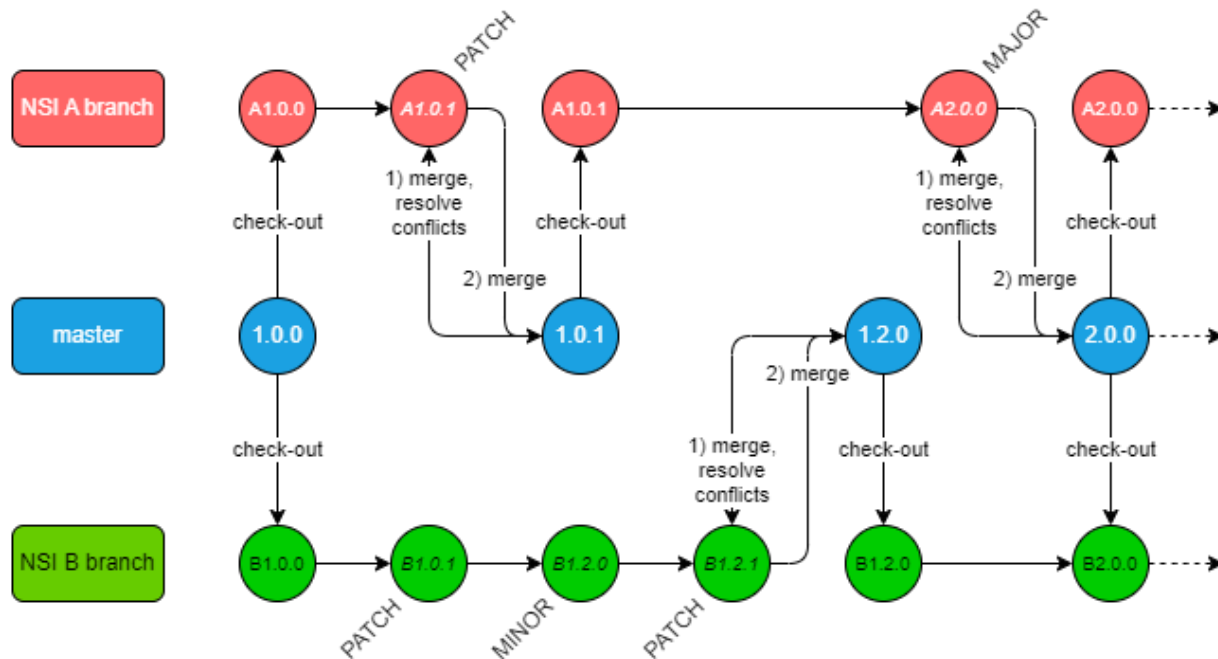 PATCH
MAJOR
NSI A branch
A1.0.0
A1.0.1
A1.0.1
A2.0.0
A2.0.0
1) merge,
resolve
conflicts
1) merge,
resolve
conflicts
check-out
check-out
check-out
2) merge
2) merge
master
1.0.0
1.0.1
1.2.0
2.0.0
2) merge
check-out
1) merge,
resolve
conflicts
check-out
check-out
NSI B branch
B1.0.0
B1.0.1
B1.2.0
B1.2.1
B1.2.0
B2.0.0
PATCH
MINOR
PATCH